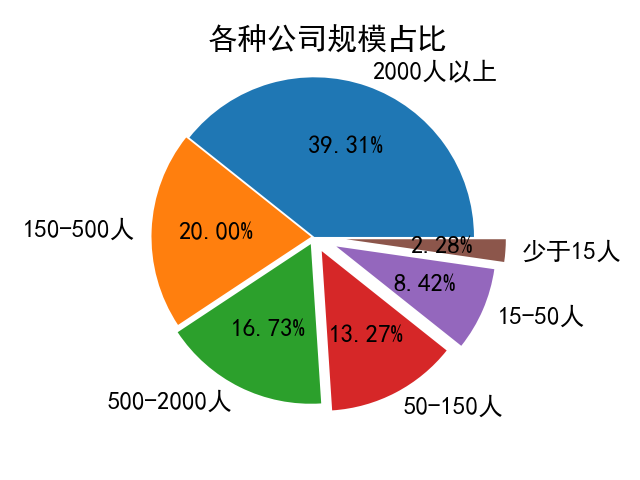 各种公司规模占比
2000人以上
39.31%
150-500人
20.00%
2.28%
少于15人
8.42%
15-50人
16.73%
13.27%
500-2000人
50-150人